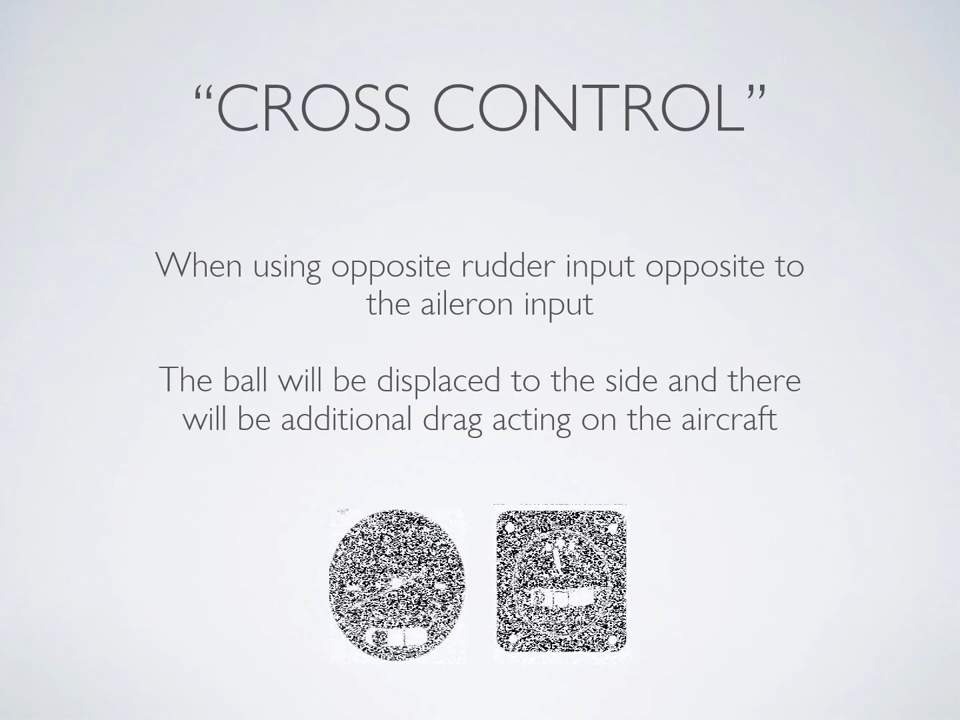 “CROSS CONTROL”
When using opposite rudder input opposite to
the aileron input
The ball will be displaced to the side and there
will be additional drag acting on the aircraft